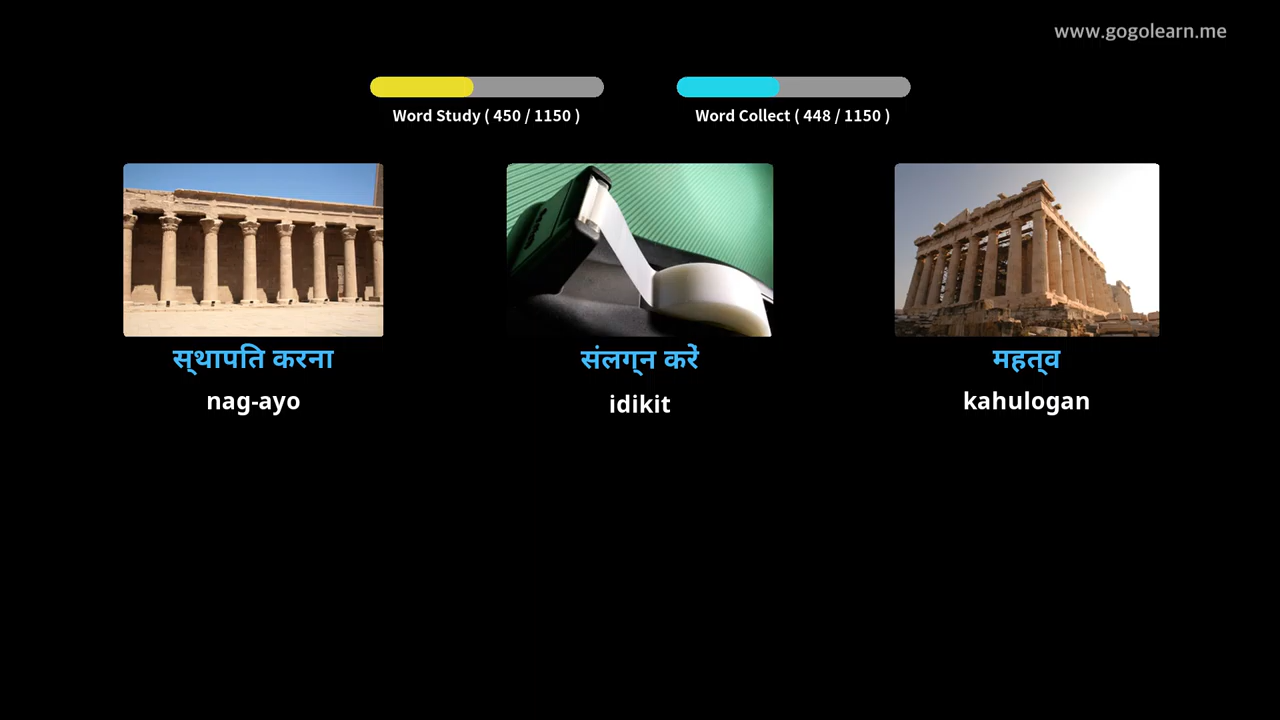 www.gogolearn.me
Word Study ( 450 / 1150 )
Word Collect ( 448 / 1150 )
स्थापति करना
संलग्न करें
महत्व
nag-ayo
idikit
kahulogan